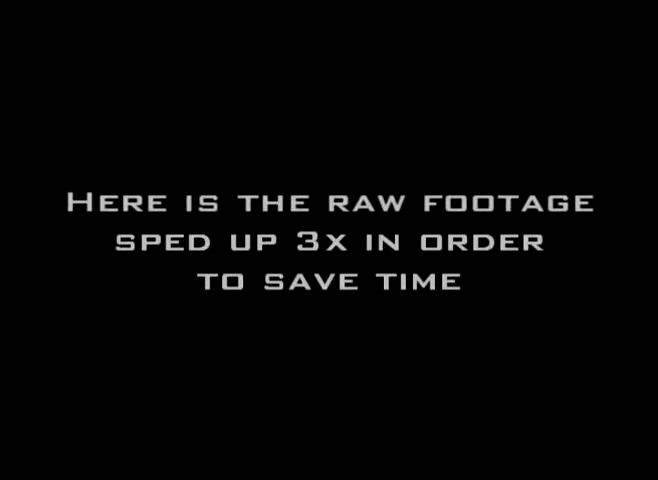 HERE IS THE RAW FOOTAGE
SPED UP 3X IN ORDER
TO SAVE TIME